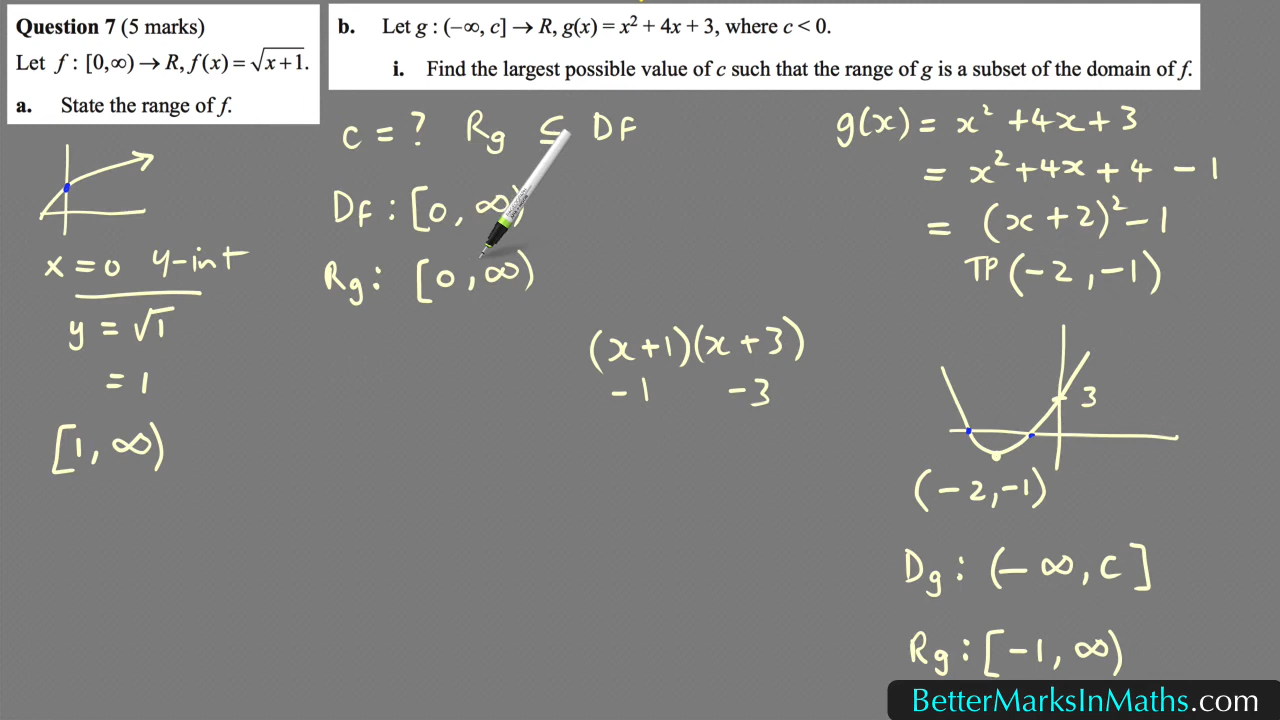 Question 7 (5 marks)
Let f : [0,∞) → R, f(x) = √x+1.
a. State the range of f.
b. Let g : (−∞, c] → R, g(x) = x² + 4x + 3, where c < 0.
i. Find the largest possible value of c such that the range of g is a subset of the domain of f.
x = 0 y-int
y = √1
= 1
[1, ∞)
c = ? Rg ⊆ Df
Df : [0, ∞)
Rg : [0, ∞)
(x+1)(x+3)
-1 -3
g(x) = x² + 4x + 3
= x² + 4x + 4 - 1
= (x + 2)² - 1
TP (-2, -1)
3
(-2, -1)
Dg : (-∞, c]
Rg : [-1, ∞)
BetterMarksInMaths.com